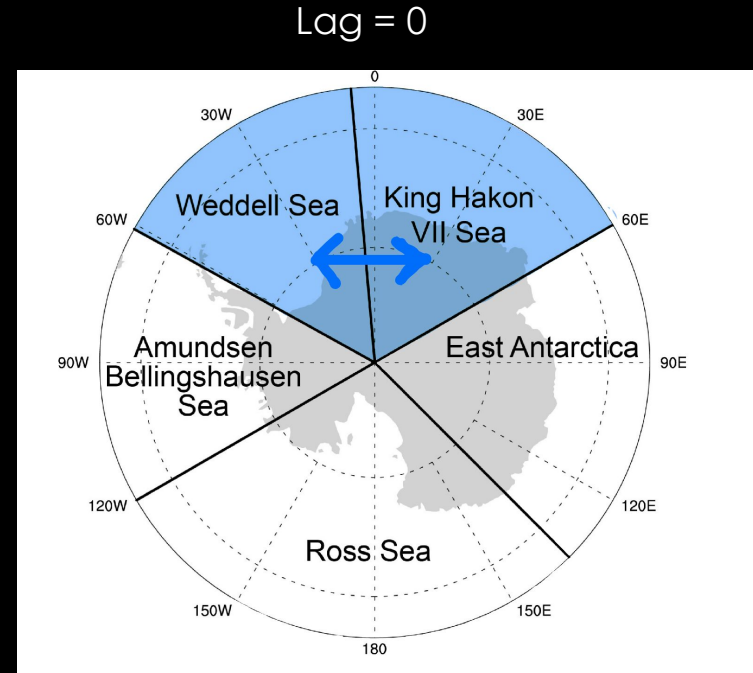 Lag = 0
0
30W
30E
Weddell Sea
King Hakon
VII Sea
60W
60E
Amundsen
Bellingshausen
Sea
East Antarctica
90W
90E
120W
120E
Ross Sea
150W
150E
180